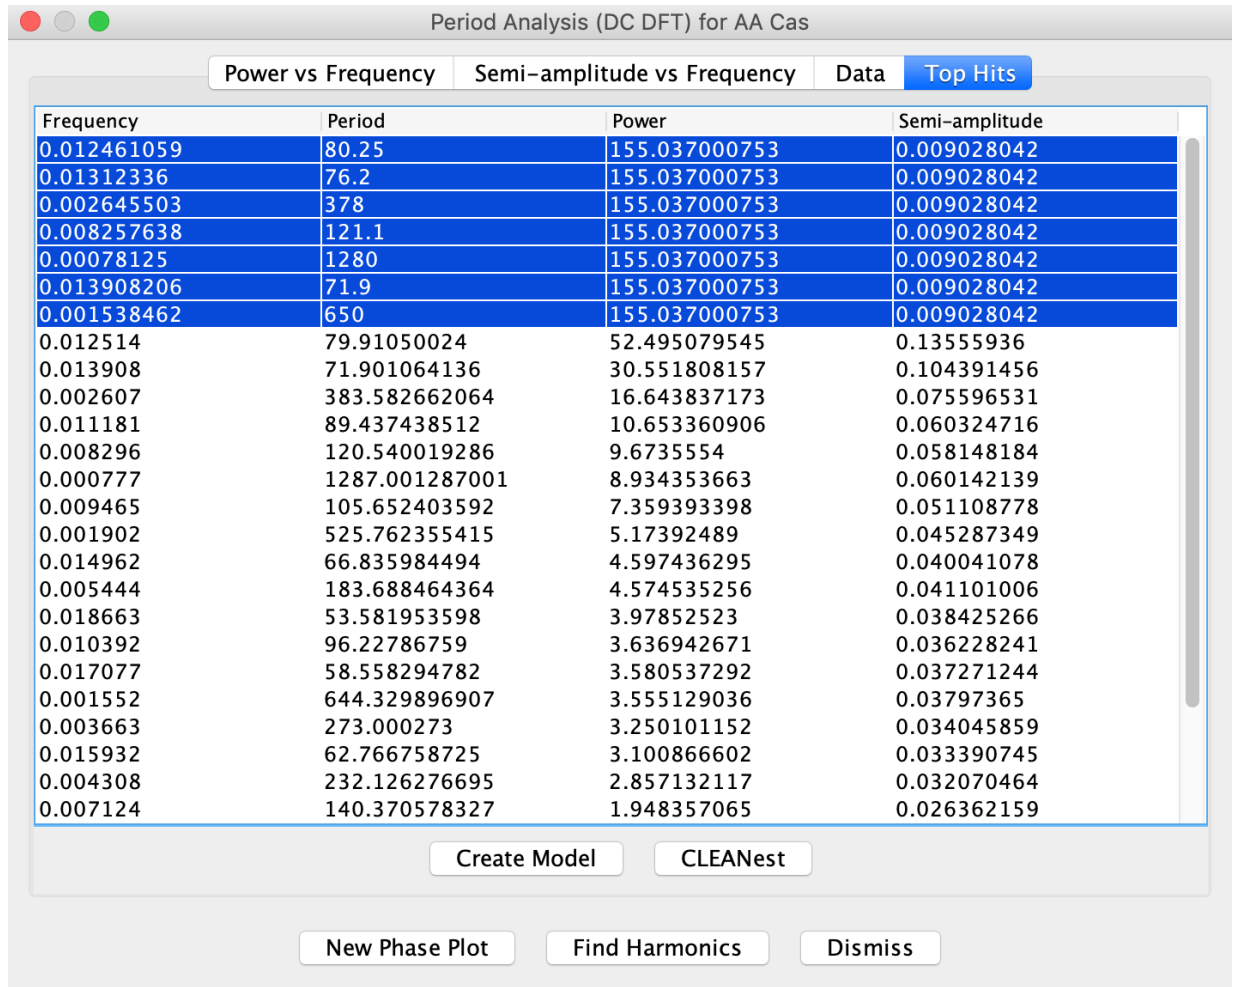 Period Analysis (DC DFT) for AA Cas
Power vs Frequency Semi-amplitude vs Frequency Data Top Hits
Frequency Period Power Semi-amplitude
0.012461059 80.25 155.037000753 0.009028042
0.01312336 76.2 155.037000753 0.009028042
0.002645503 378 155.037000753 0.009028042
0.008257638 121.1 155.037000753 0.009028042
0.00078125 1280 155.037000753 0.009028042
0.013908206 71.9 155.037000753 0.009028042
0.001538462 650 155.037000753 0.009028042
0.012514 79.91050024 52.495079545 0.13555936
0.013908 71.901064136 30.551808157 0.104391456
0.002607 383.582662064 16.643837173 0.075596531
0.011181 89.437438512 10.653360906 0.060324716
0.008296 120.540019286 9.6735554 0.058148184
0.000777 1287.001287001 8.934353663 0.060142139
0.009465 105.652403592 7.359393398 0.051108778
0.001902 525.762355415 5.17392489 0.045287349
0.014962 66.835984494 4.597436295 0.040041078
0.005444 183.688464364 4.574535256 0.041101006
0.018663 53.581953598 3.97852523 0.038425266
0.010392 96.22786759 3.636942671 0.036228241
0.017077 58.558294782 3.580537292 0.037271244
0.001552 644.329896907 3.555129036 0.03797365
0.003663 273.000273 3.250101152 0.034045859
0.015932 62.766758725 3.100866602 0.033390745
0.004308 232.126276695 2.857132117 0.032070464
0.007124 140.370578327 1.948357065 0.026362159
Create Model CLEANest
New Phase Plot Find Harmonics Dismiss